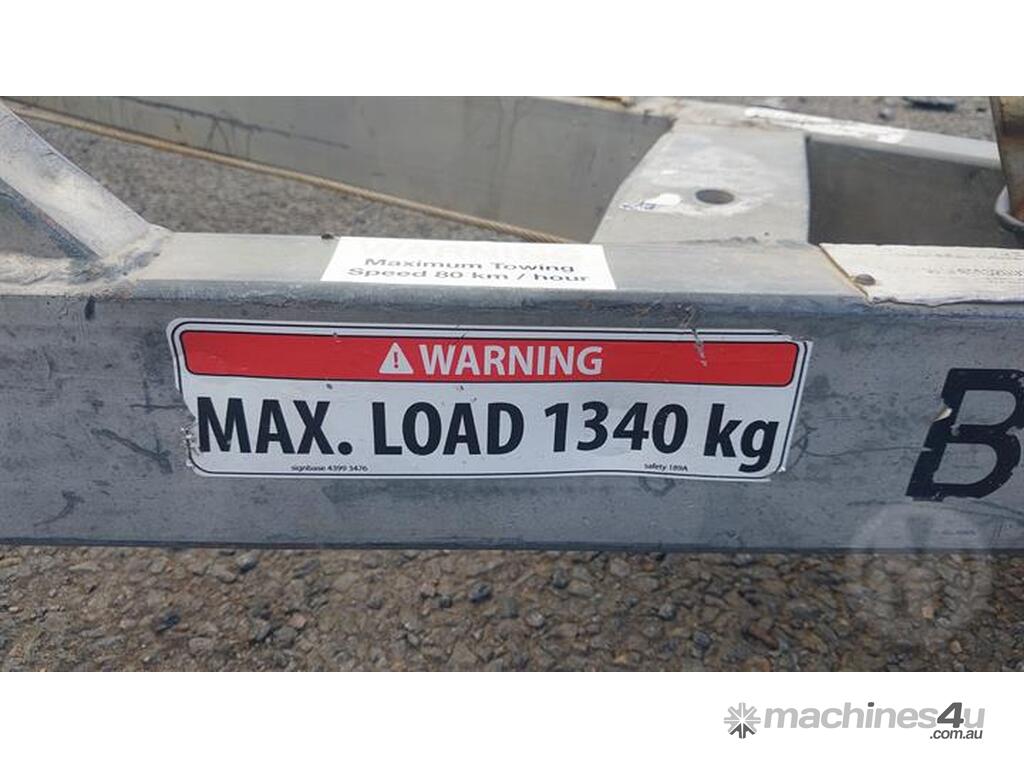 Maximum Towing
Speed 80 km / hour
WARNING
MAX. LOAD 1340 kg
signbase 4399 3476
safety 189A
B
machines4u
.com.au